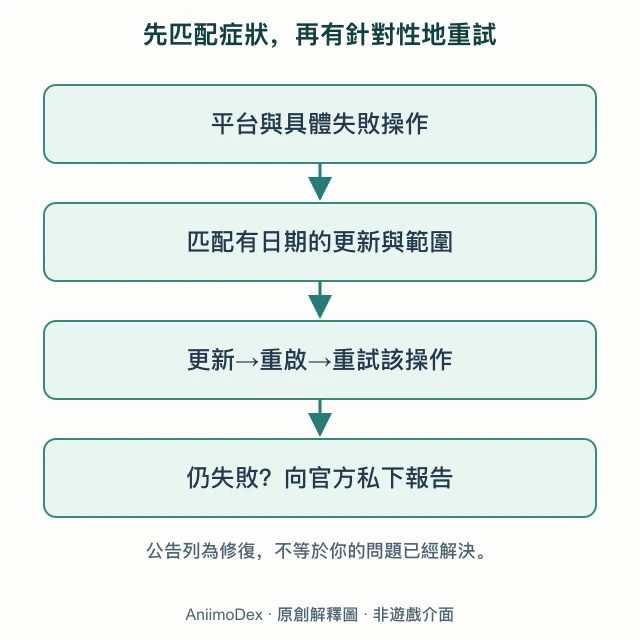 先匹配症狀，再有針對性地重試
平台與具體失敗操作
匹配有日期的更新與範圍
更新→重啟→重試該操作
仍失敗？向官方私下報告
公告列為修復，不等於你的問題已經解決。
AniimoDex · 原創解釋圖 · 非遊戲介面